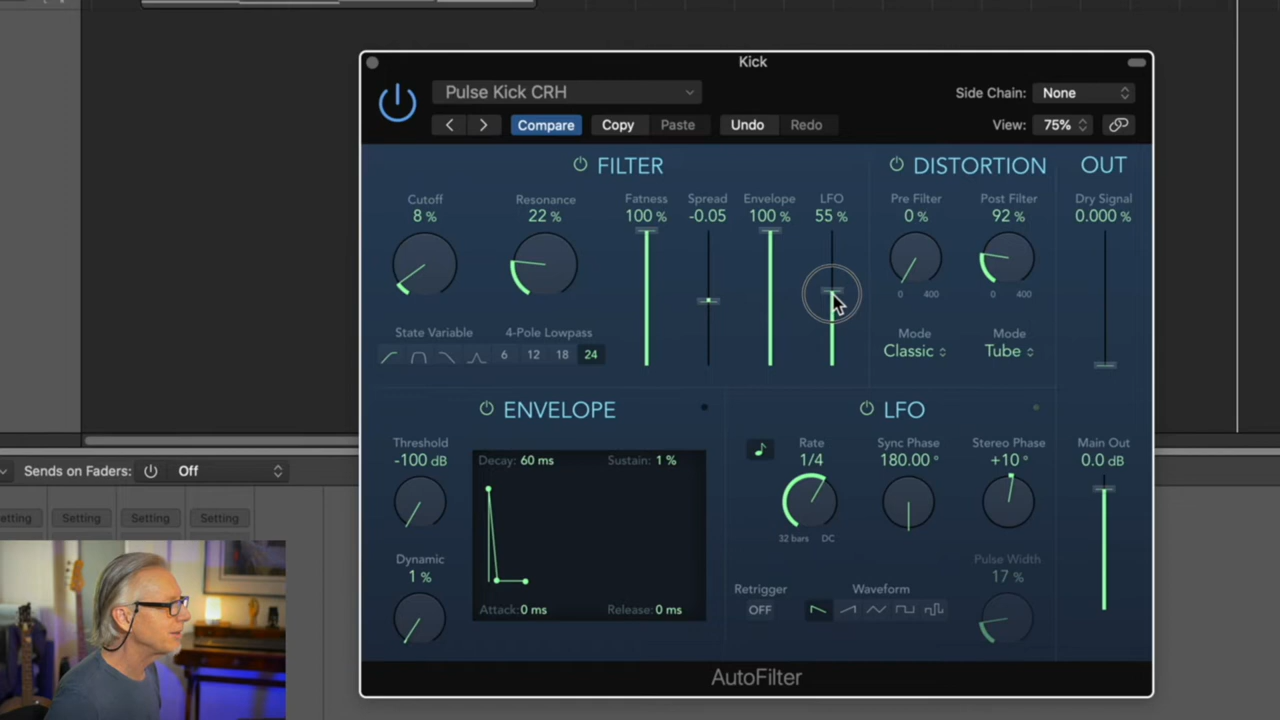 Kick
Pulse Kick CRH
Side Chain: None
Compare Copy Paste Undo Redo
View: 75%
FILTER
DISTORTION
OUT
Cutoff
8 %
Resonance
22 %
Fatness
100 %
Spread
-0.05
Envelope
100 %
LFO
55 %
Pre Filter
0 %
Post Filter
92 %
Dry Signal
0.000 %
0 400
0 400
State Variable
4-Pole Lowpass
6 12 18 24
Mode
Classic
Mode
Tube
ENVELOPE
LFO
Threshold
-100 dB
Decay: 60 ms
Sustain: 1 %
Rate
1/4
Sync Phase
180.00 °
Stereo Phase
+10 °
Main Out
0.0 dB
32 bars DC
Dynamic
1 %
Attack: 0 ms
Release: 0 ms
Retrigger
OFF
Waveform
Pulse Width
17 %
AutoFilter
Sends on Faders: Off
etting Setting Setting Setting